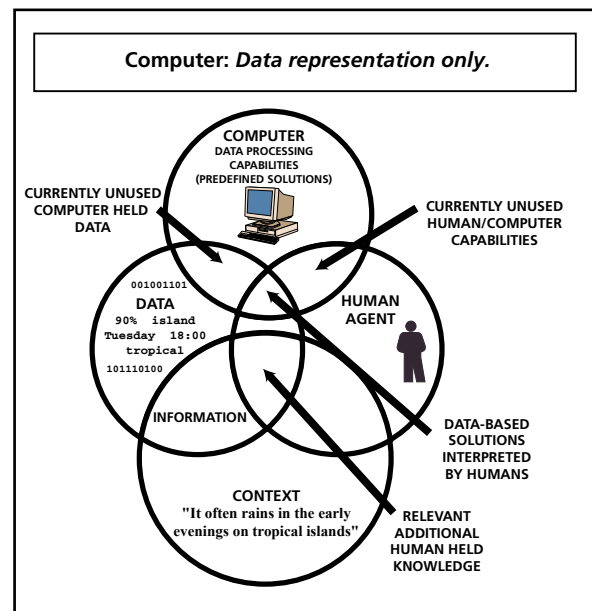 Computer: Data representation only.
COMPUTER
DATA PROCESSING
CAPABILITIES
(PREDEFINED SOLUTIONS)
CURRENTLY UNUSED
COMPUTER HELD
DATA
CURRENTLY UNUSED
HUMAN/COMPUTER
CAPABILITIES
001001101
DATA
90% island
Tuesday 18:00
tropical
101110100
HUMAN
AGENT
INFORMATION
DATA-BASED
SOLUTIONS
INTERPRETED
BY HUMANS
CONTEXT
"It often rains in the early
evenings on tropical islands"
RELEVANT
ADDITIONAL
HUMAN HELD
KNOWLEDGE